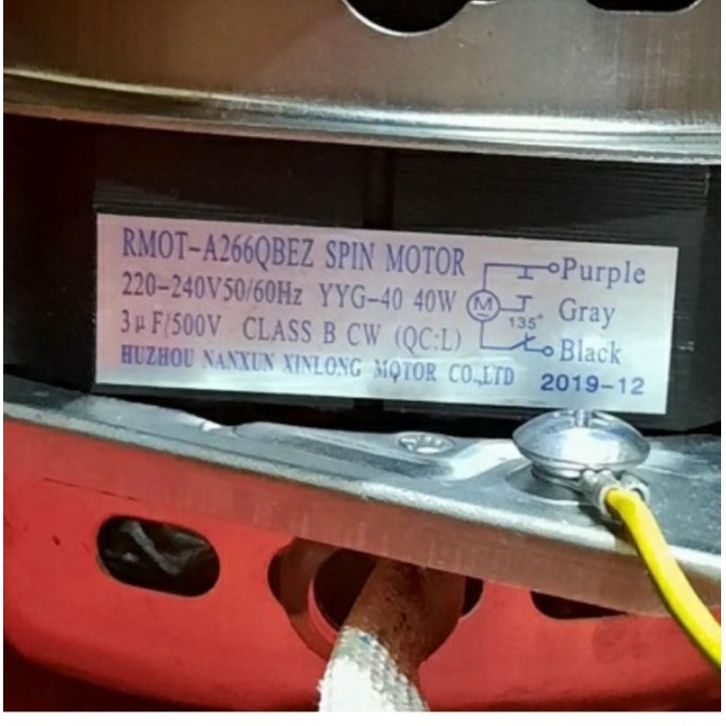 RMOT-A266QBEZ SPIN MOTOR
220-240V50/60Hz YYG-40 40W
3μF/500V CLASS B CW (QC:L)
HUZHOU NANXUN XINLONG MOTOR CO.,LTD 2019-12
Purple
M
Gray
135°
Black